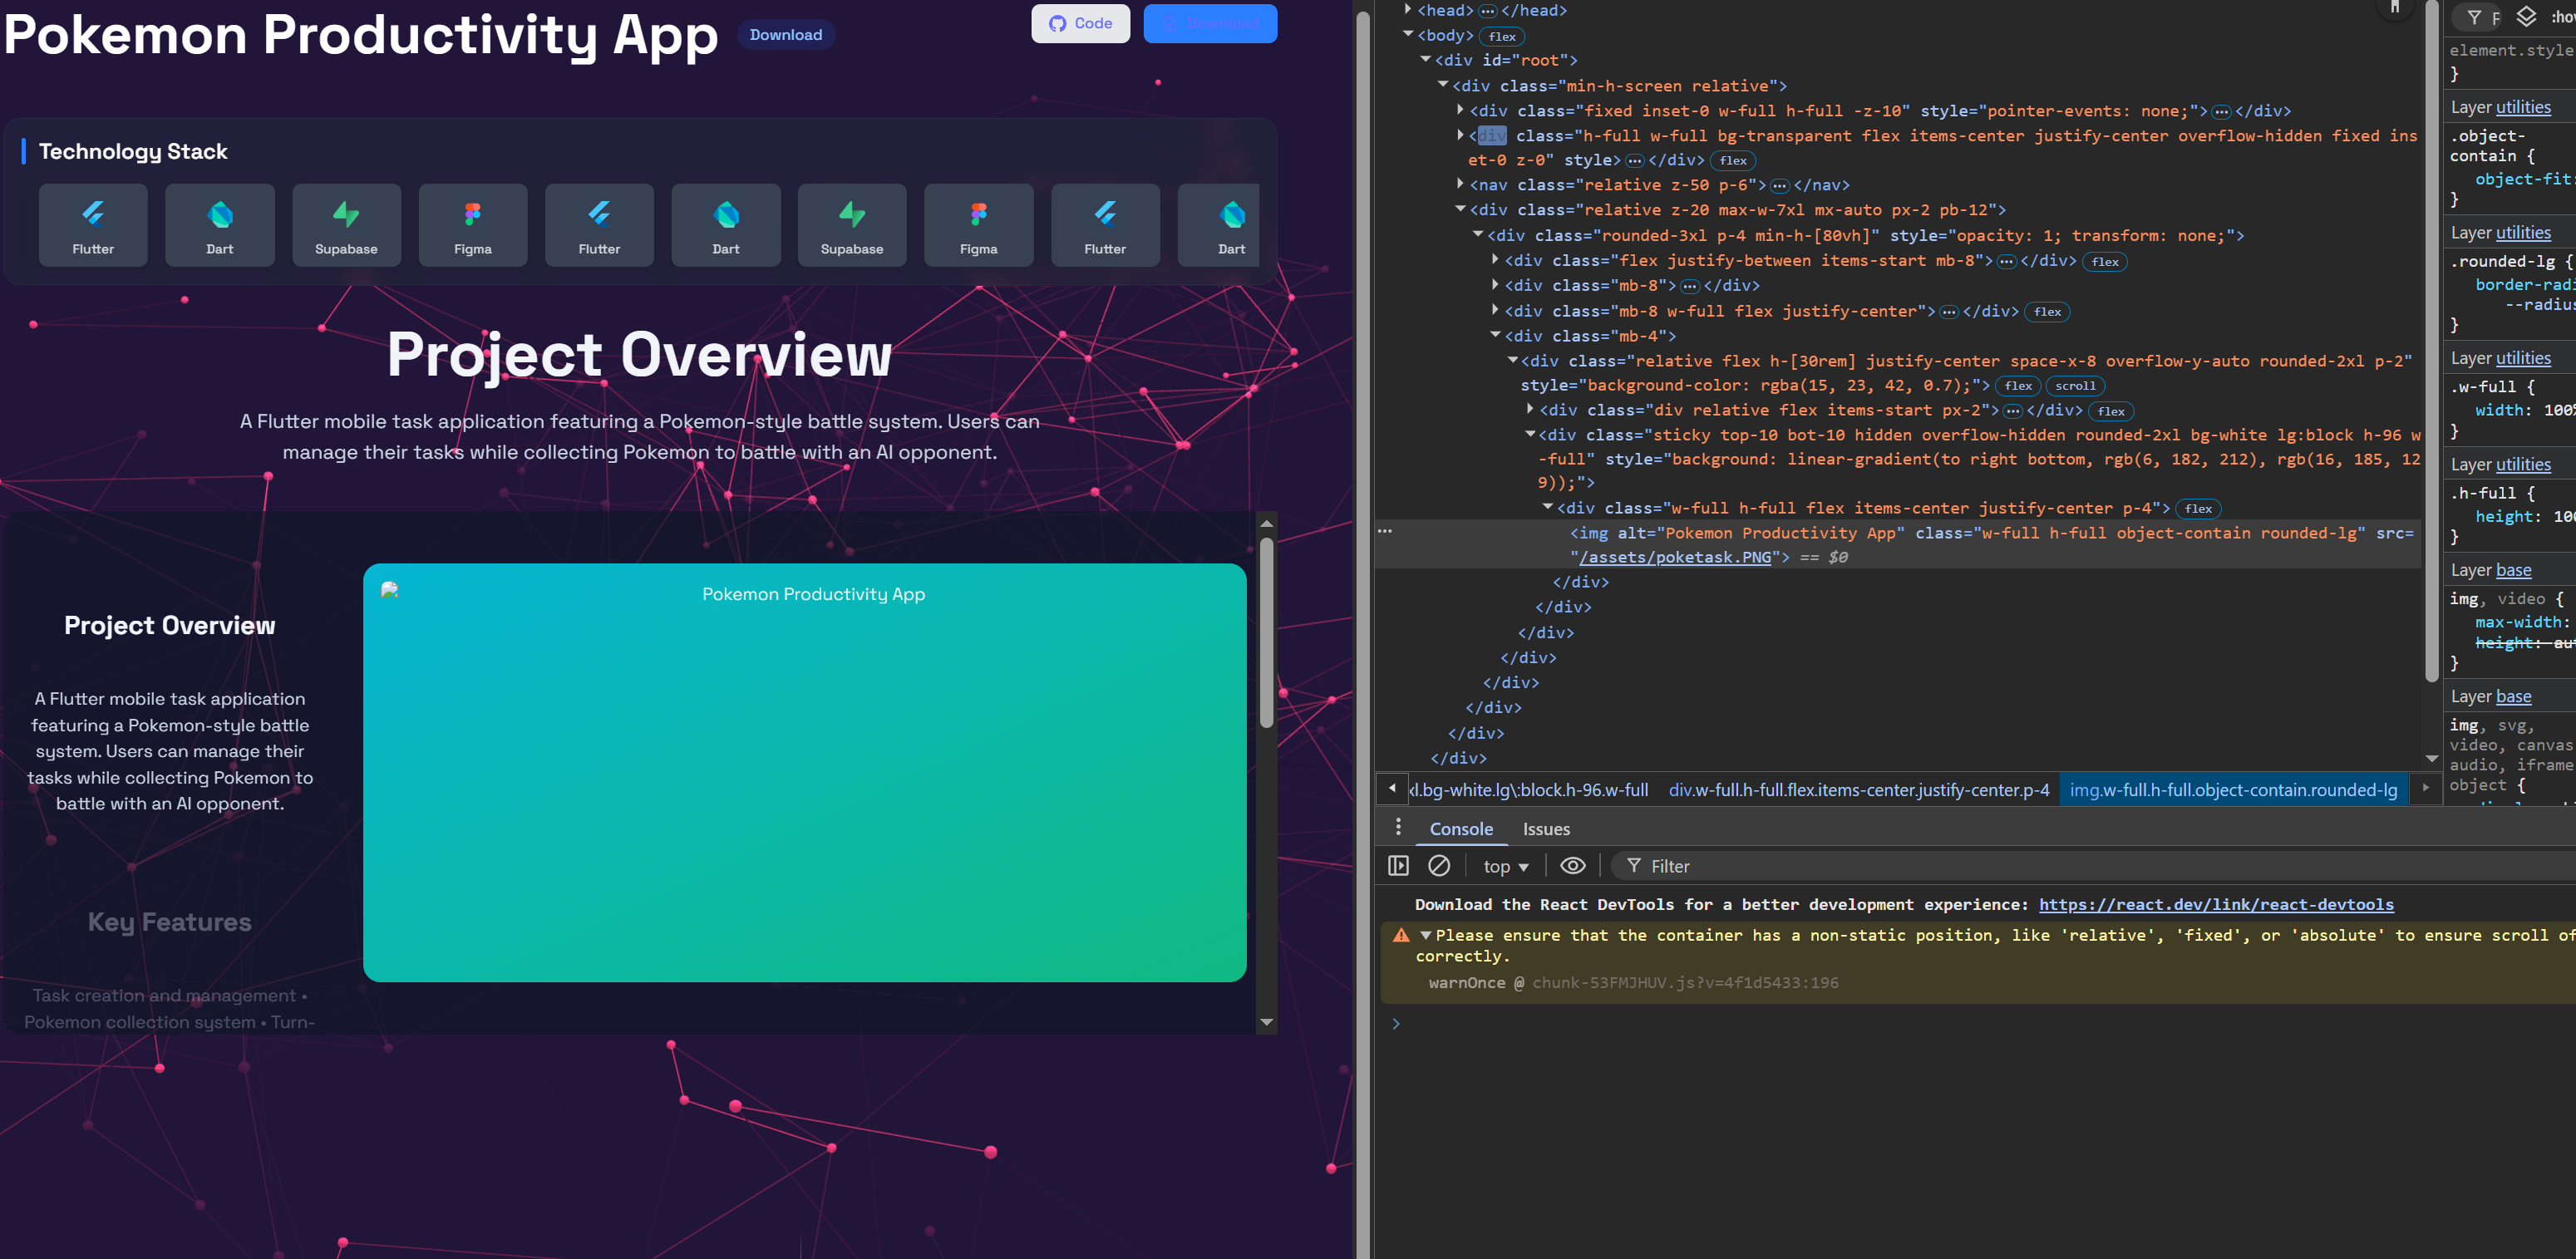 Pokemon Productivity App
Download
Code
Download
Technology Stack
Flutter
Dart
Supabase
Figma
Flutter
Dart
Supabase
Figma
Flutter
Dart
Project Overview
A Flutter mobile task application featuring a Pokemon-style battle system. Users can
manage their tasks while collecting Pokemon to battle with an AI opponent.
Project Overview
A Flutter mobile task application
featuring a Pokemon-style battle
system. Users can manage their
tasks while collecting Pokemon to
battle with an AI opponent.
Key Features
Task creation and management •
Pokemon collection system • Turn-
Pokemon Productivity App
<head> ••• </head>
<body> flex
<div id="root">
<div class="min-h-screen relative">
<div class="fixed inset-0 w-full h-full -z-10" style="pointer-events: none;"> ••• </div>
<div class="h-full w-full bg-transparent flex items-center justify-center overflow-hidden fixed ins
et-0 z-0" style> ••• </div> flex
<nav class="relative z-50 p-6"> ••• </nav>
<div class="relative z-20 max-w-7xl mx-auto px-2 pb-12">
<div class="rounded-3xl p-4 min-h-[80vh]" style="opacity: 1; transform: none;">
<div class="flex justify-between items-start mb-8"> ••• </div> flex
<div class="mb-8"> ••• </div>
<div class="mb-8 w-full flex justify-center"> ••• </div> flex
<div class="mb-4">
<div class="relative flex h-[30rem] justify-center space-x-8 overflow-y-auto rounded-2xl p-2"
style="background-color: rgba(15, 23, 42, 0.7);"> flex scroll
<div class="div relative flex items-start px-2"> ••• </div> flex
<div class="sticky top-10 bot-10 hidden overflow-hidden rounded-2xl bg-white lg:block h-96 w
-full" style="background: linear-gradient(to right bottom, rgb(6, 182, 212), rgb(16, 185, 12
9));">
<div class="w-full h-full flex items-center justify-center p-4"> flex
<img alt="Pokemon Productivity App" class="w-full h-full object-contain rounded-lg" src=
"/assets/poketask.PNG"> == $0
</div>
</div>
</div>
</div>
</div>
</div>
</div>
</div>
xl.bg-white.lg\:block.h-96.w-full
div.w-full.h-full.flex.items-center.justify-center.p-4
img.w-full.h-full.object-contain.rounded-lg
Console
Issues
top
Filter
Download the React DevTools for a better development experience: https://react.dev/link/react-devtools
Please ensure that the container has a non-static position, like 'relative', 'fixed', or 'absolute' to ensure scroll of
correctly.
warnOnce @ chunk-53FMJHUV.js?v=4f1d5433:196
>
F
:hov
element.style
}
Layer utilities
.object-
contain {
object-fit:
}
Layer utilities
.rounded-lg {
border-radi
--radius
}
Layer utilities
.w-full {
width: 100%
}
Layer utilities
.h-full {
height: 100
}
Layer base
img, video {
max-width:
height: au
}
Layer base
img, svg,
video, canvas
audio, iframe
object {